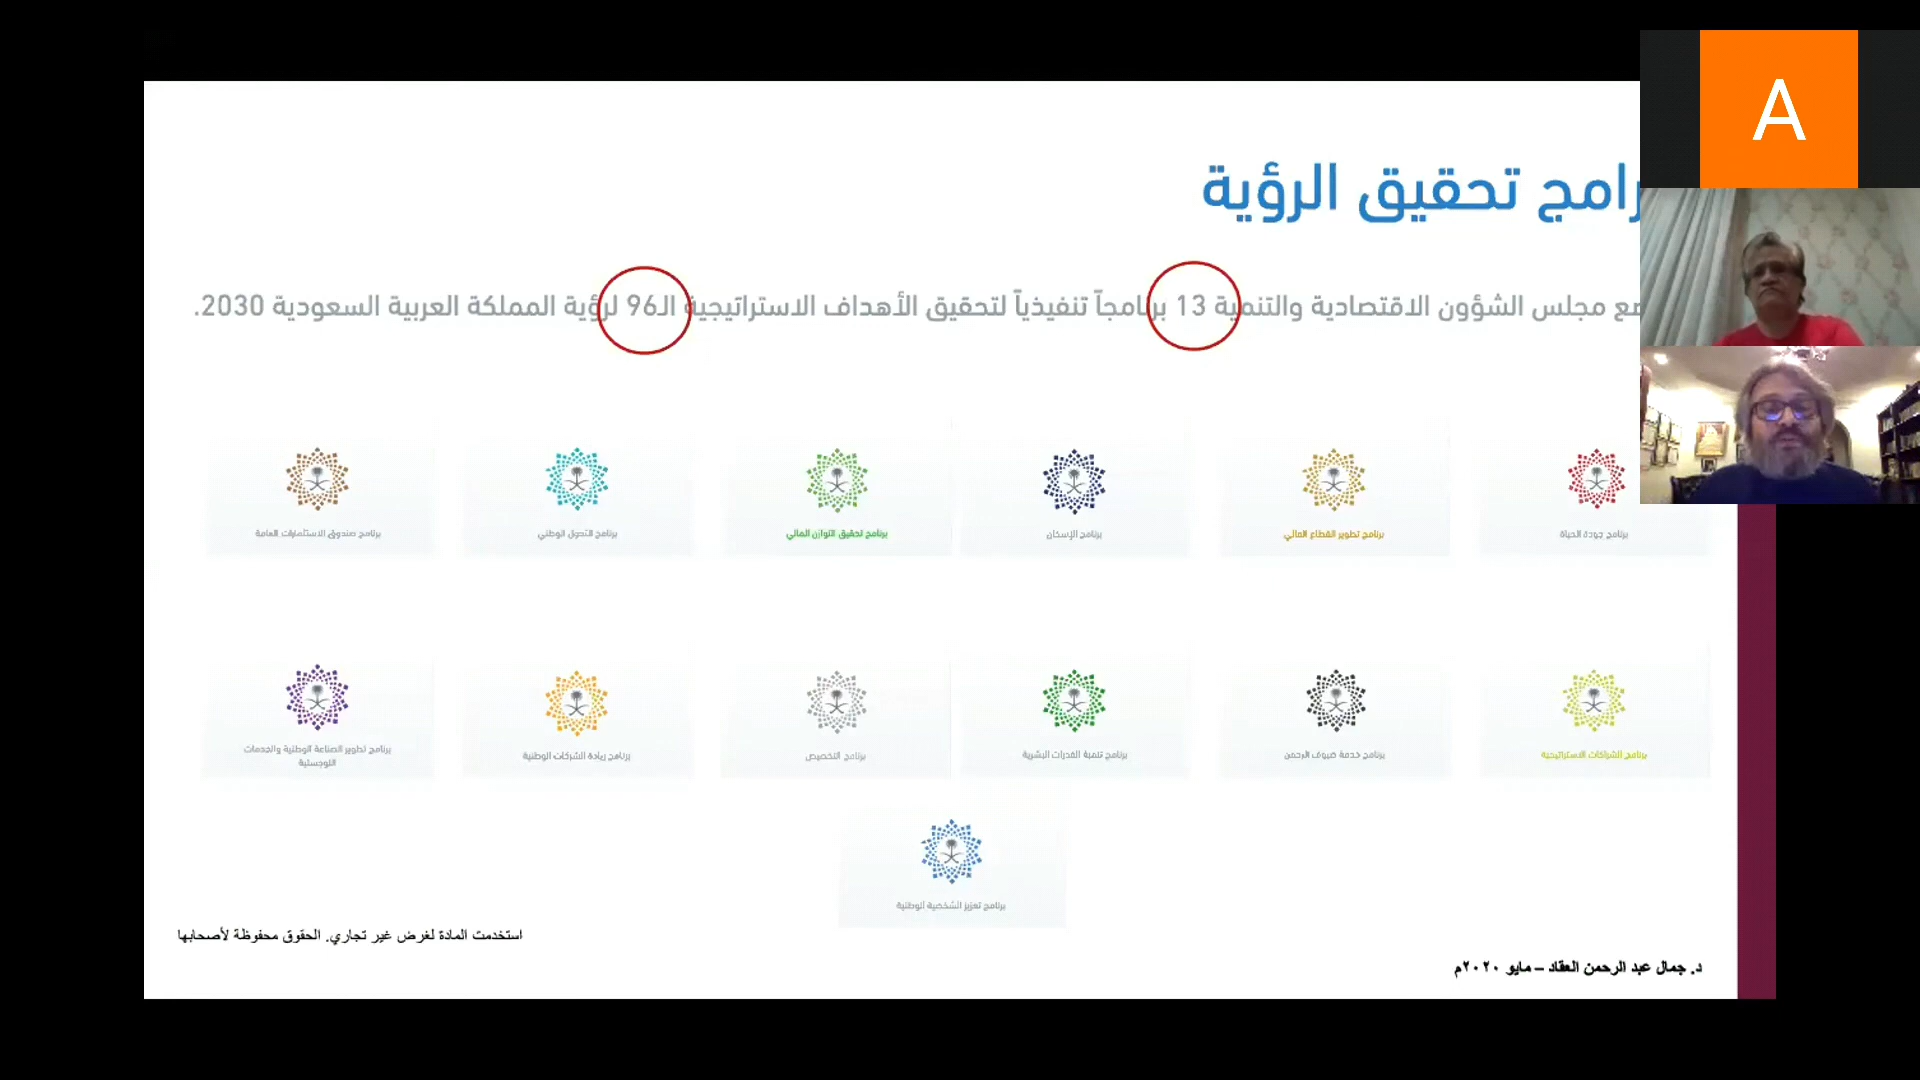 A
رامج تحقيق الرؤية
ضع مجلس الشؤون الاقتصادية والتنمية 13 برنامجاً تنفيذياً لتحقيق الأهداف الاستراتيجية الـ96 لرؤية المملكة العربية السعودية 2030.
برنامج جودة الحياة
برنامج تطوير القطاع المالي
برنامج الإسكان
برنامج تحقيق التوازن المالي
برنامج التحول الوطني
برنامج صندوق الاستثمارات العامة
برنامج الشراكات الاستراتيجية
برنامج خدمة ضيوف الرحمن
برنامج تنمية القدرات البشرية
برنامج التخصيص
برنامج ريادة الشركات الوطنية
برنامج تطوير الصناعة الوطنية والخدمات
اللوجستية
برنامج تعزيز الشخصية الوطنية
استخدمت المادة لغرض غير تجاري. الحقوق محفوظة لأصحابها
د. جمال عبد الرحمن العقاد – مايو ٢٠٢٠م